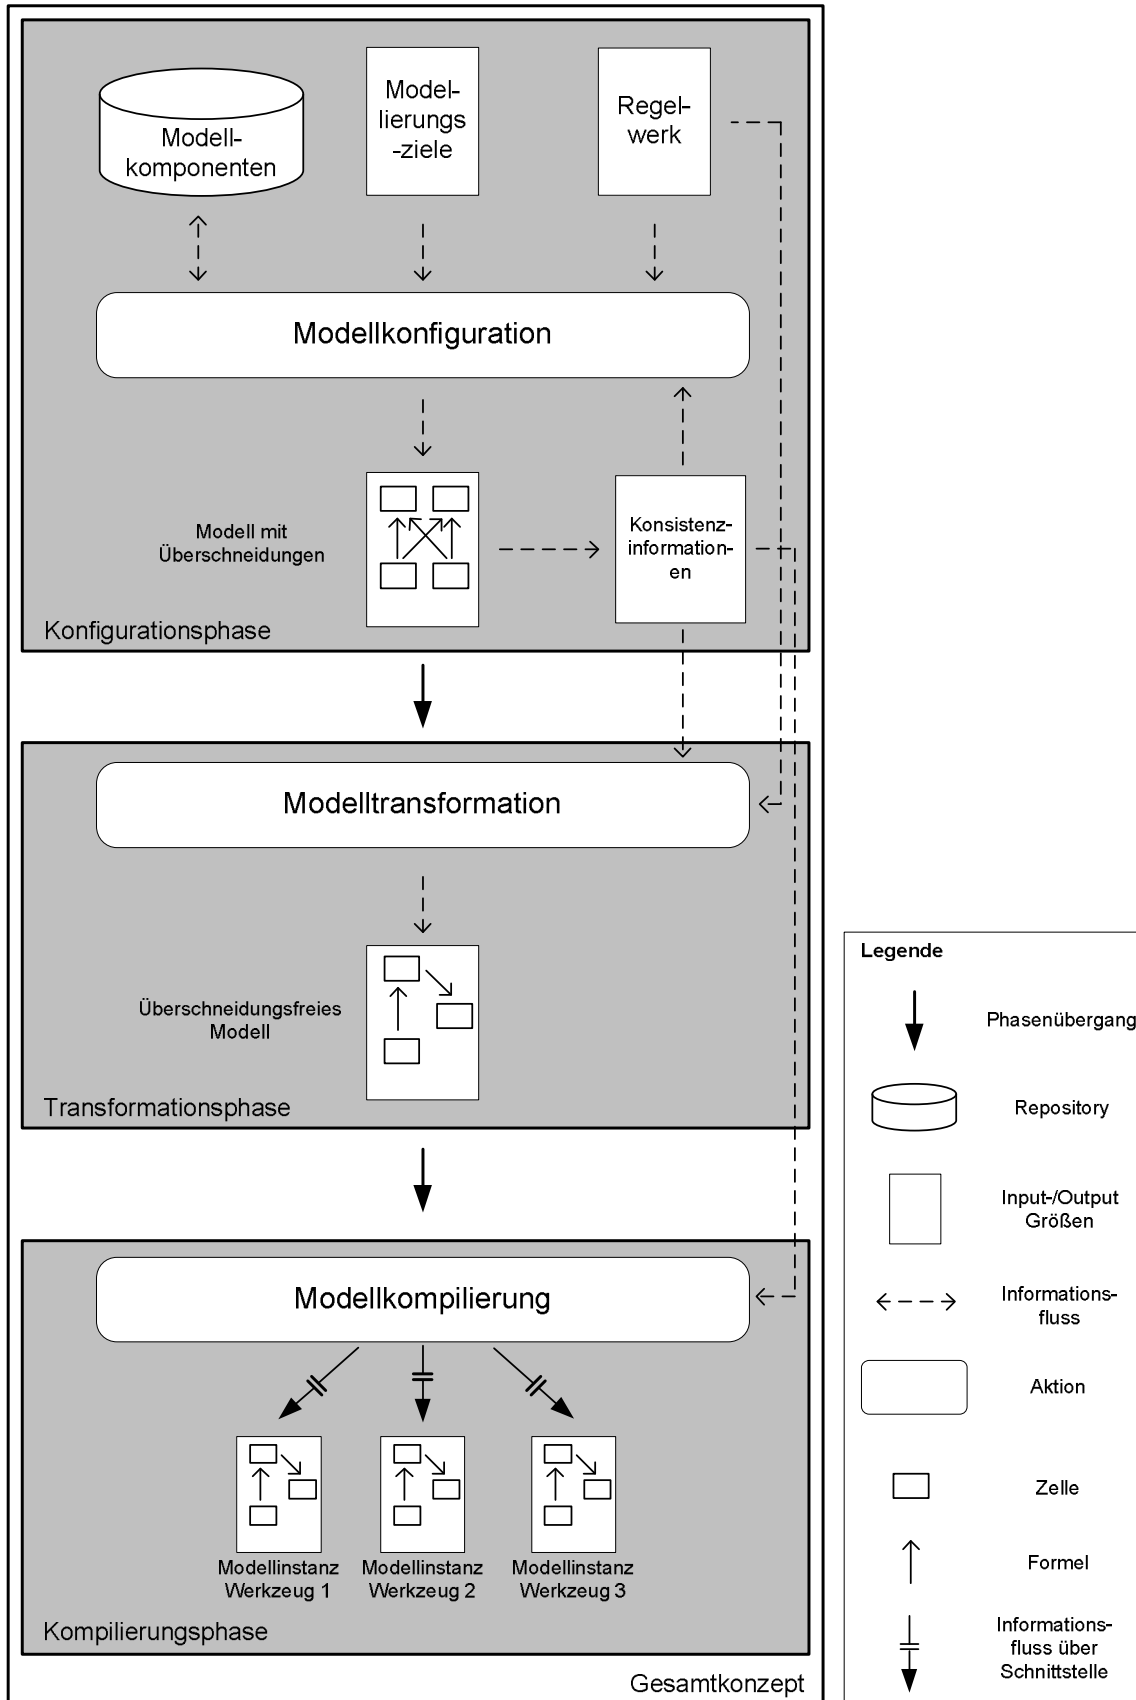 Modell-
komponenten
Model-
lierungs
-ziele
Regel-
werk
Modellkonfiguration
Modell mit
Überschneidungen
Konsistenz-
information-
en
Konfigurationsphase
Modelltransformation
Überschneidungsfreies
Modell
Transformationsphase
Modellkompilierung
Modellinstanz
Werkzeug 1
Modellinstanz
Werkzeug 2
Modellinstanz
Werkzeug 3
Kompilierungsphase
Gesamtkonzept
Legende
Phasenübergang
Repository
Input-/Output
Größen
Informations-
fluss
Aktion
Zelle
Formel
Informations-
fluss über
Schnittstelle